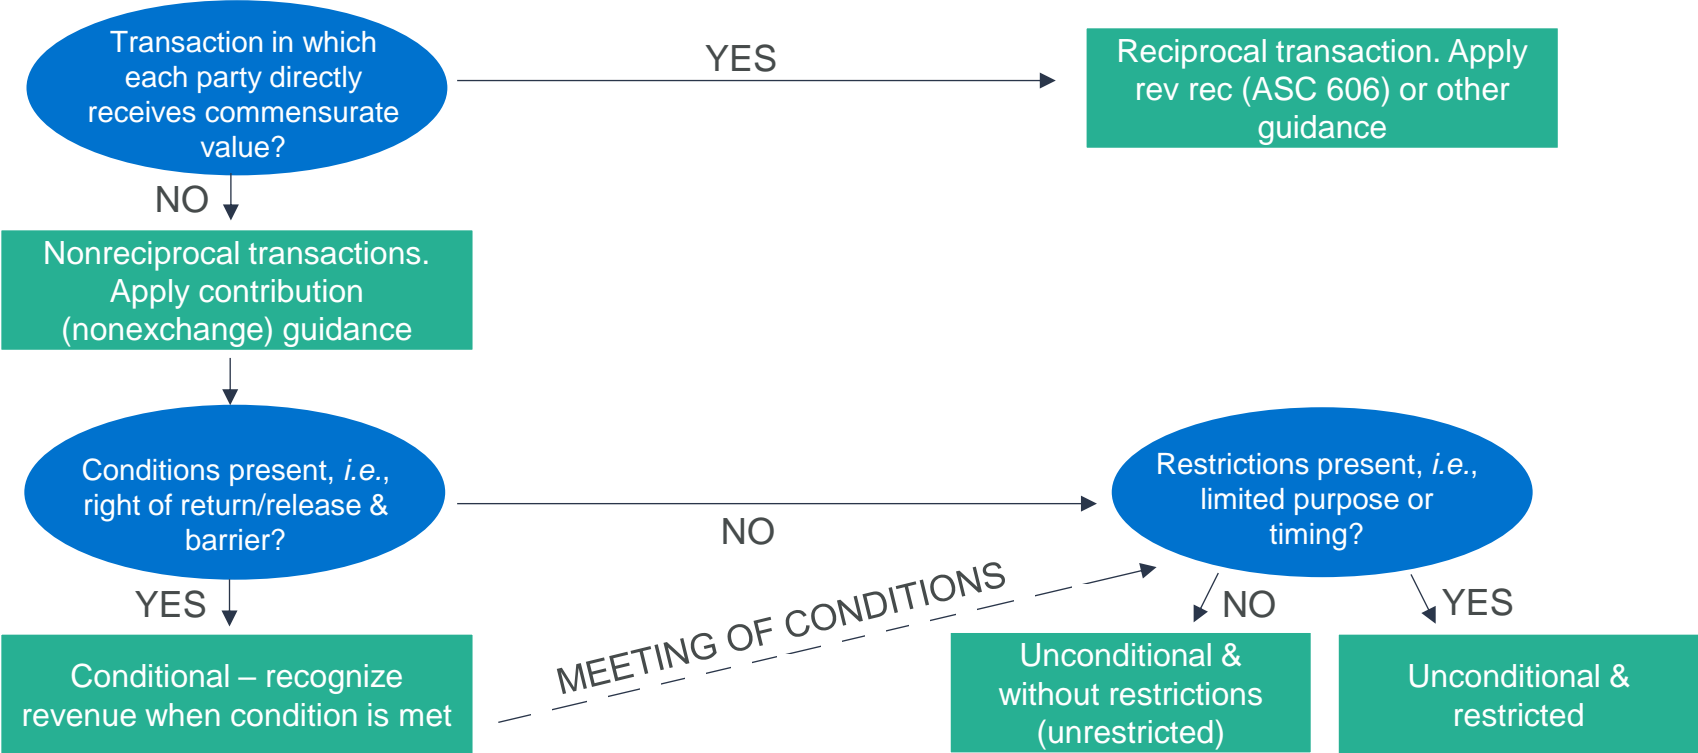 Transaction in which
each party directly
receives commensurate
value?
YES
Reciprocal transaction. Apply
rev rec (ASC 606) or other
guidance
NO
Nonreciprocal transactions.
Apply contribution
(nonexchange) guidance
Conditions present, i.e.,
right of return/release &
barrier?
NO
Restrictions present, i.e.,
limited purpose or
timing?
YES
MEETING OF CONDITIONS
NO
YES
Conditional – recognize
revenue when condition is met
Unconditional &
without restrictions
(unrestricted)
Unconditional &
restricted